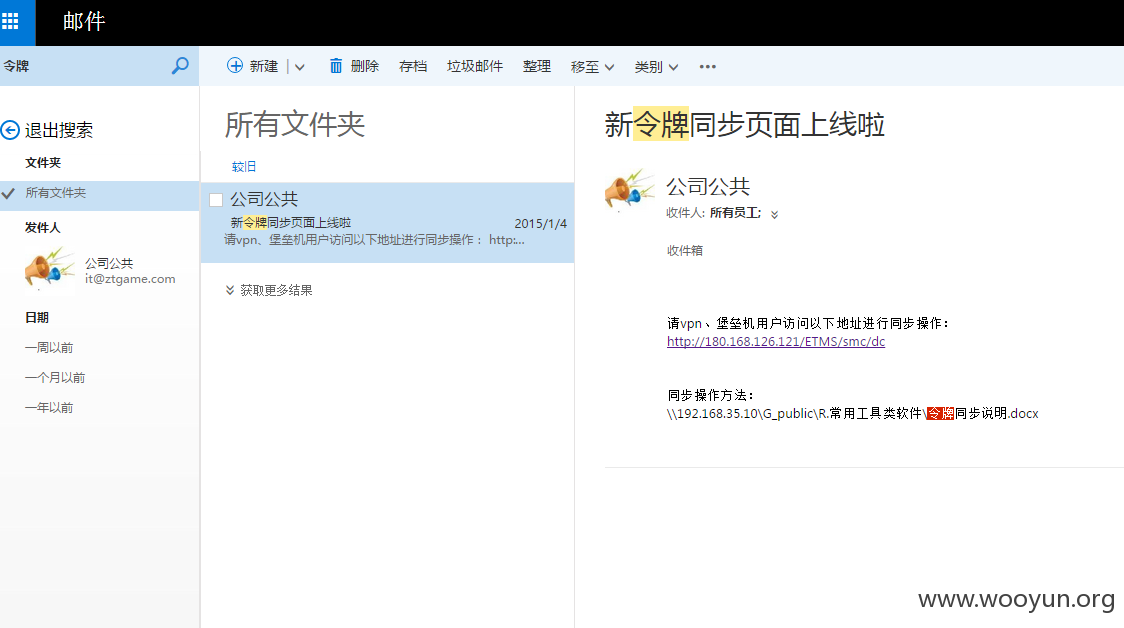 邮件
令牌
新建
删除
存档
垃圾邮件
整理
移至
类别
退出搜索
文件夹
所有文件夹
发件人
公司公共
it@ztgame.com
日期
一周以前
一个月以前
一年以前
所有文件夹
较旧
公司公共
新令牌同步页面上线啦 2015/1/4
请vpn、堡垒机用户访问以下地址进行同步操作： http:...
获取更多结果
新令牌同步页面上线啦
公司公共
收件人: 所有员工;
收件箱
请vpn、堡垒机用户访问以下地址进行同步操作：
http://180.168.126.121/ETMS/smc/dc
同步操作方法：
\\192.168.35.10\G_public\R.常用工具类软件\令牌同步说明.docx
www.wooyun.org